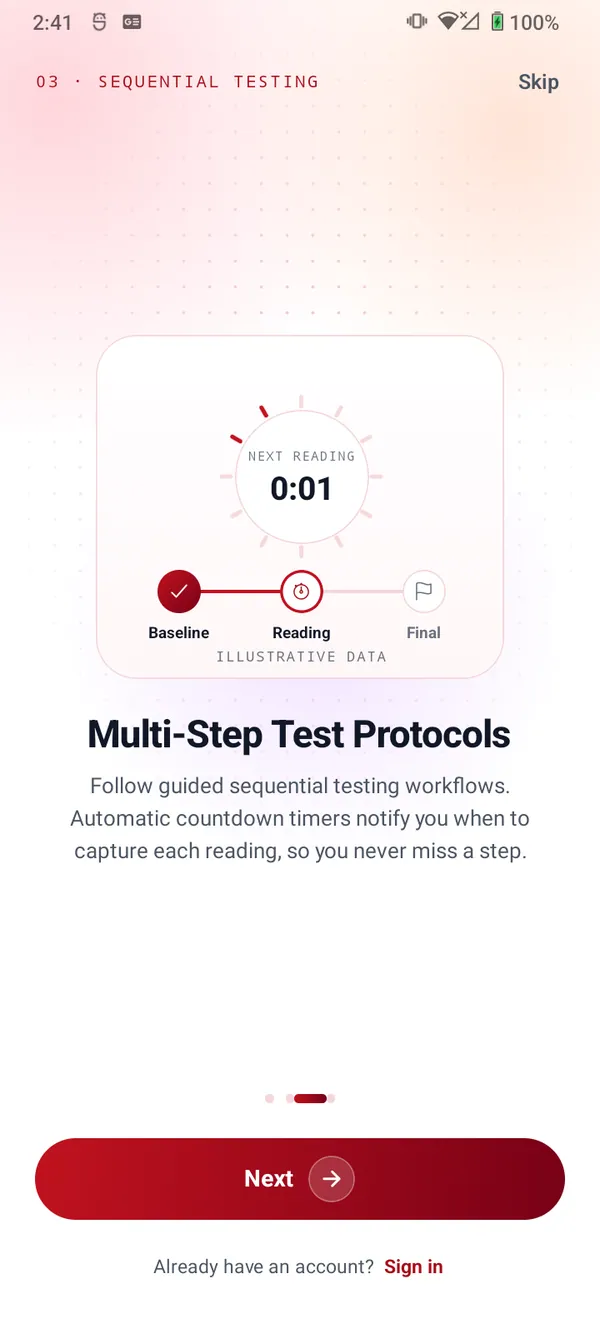 2:41
100%
03 · SEQUENTIAL TESTING
Skip
NEXT READING
0:01
Baseline
Reading
Final
ILLUSTRATIVE DATA
Multi-Step Test Protocols
Follow guided sequential testing workflows.
Automatic countdown timers notify you when to
capture each reading, so you never miss a step.
Next
Already have an account? Sign in